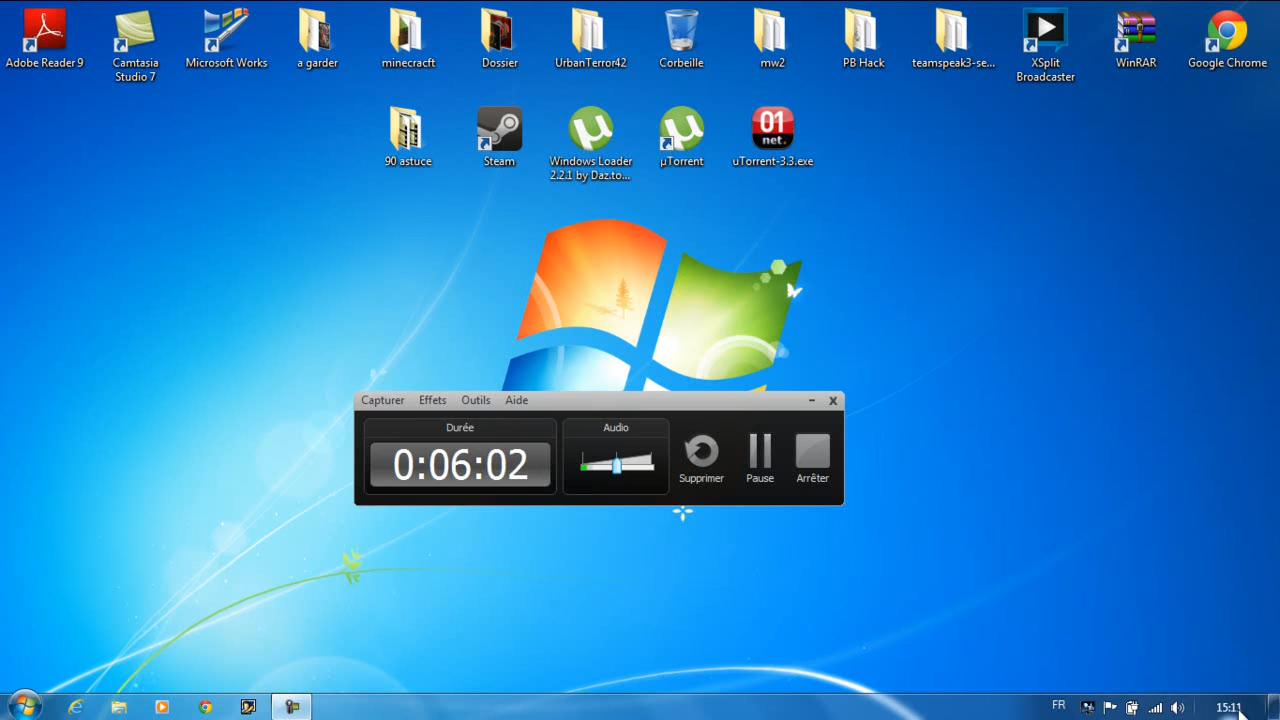 Adobe Reader 9
Camtasia
Studio 7
Microsoft Works
a garder
minecracft
Dossier
UrbanTerror42
Corbeille
mw2
PB Hack
teamspeak3-se...
XSplit
Broadcaster
WinRAR
Google Chrome
90 astuce
Steam
Windows Loader
2.2.1 by Daz.to...
µTorrent
01
net.
uTorrent-3.3.exe
Capturer Effets Outils Aide
Durée
Audio
0:06:02
Supprimer
Pause
Arrêter
FR
15:11